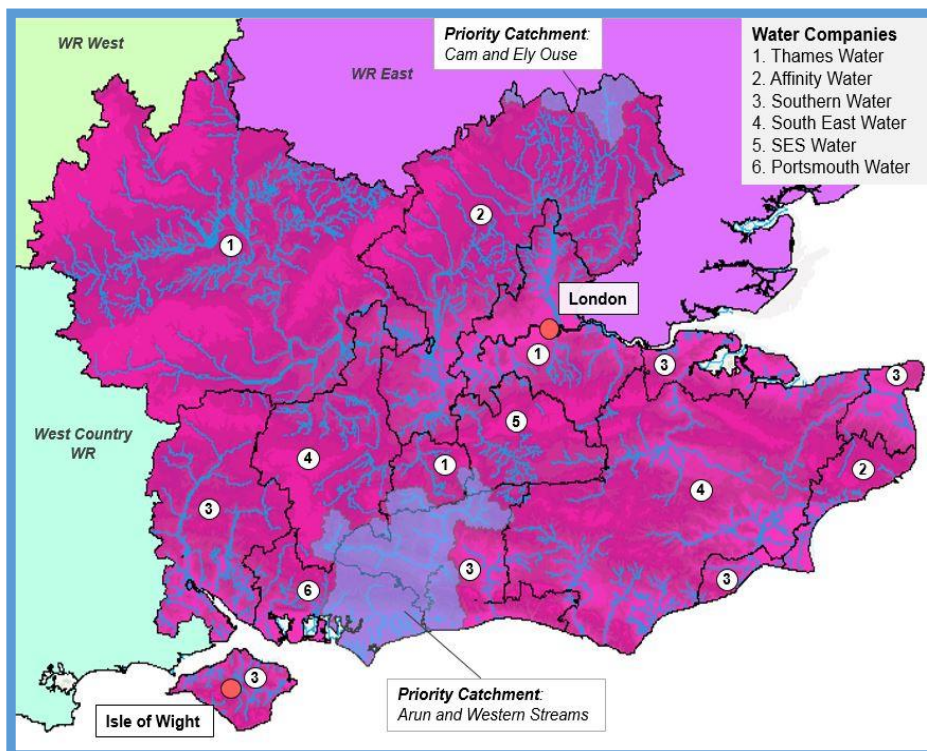 WR West
WR East
Priority Catchment:
Cam and Ely Ouse
Water Companies
1. Thames Water
2. Affinity Water
3. Southern Water
4. South East Water
5. SES Water
6. Portsmouth Water
2
1
London
1
3
3
5
West Country
WR
4
1
2
4
3
3
3
6
Priority Catchment:
Arun and Western Streams
3
Isle of Wight